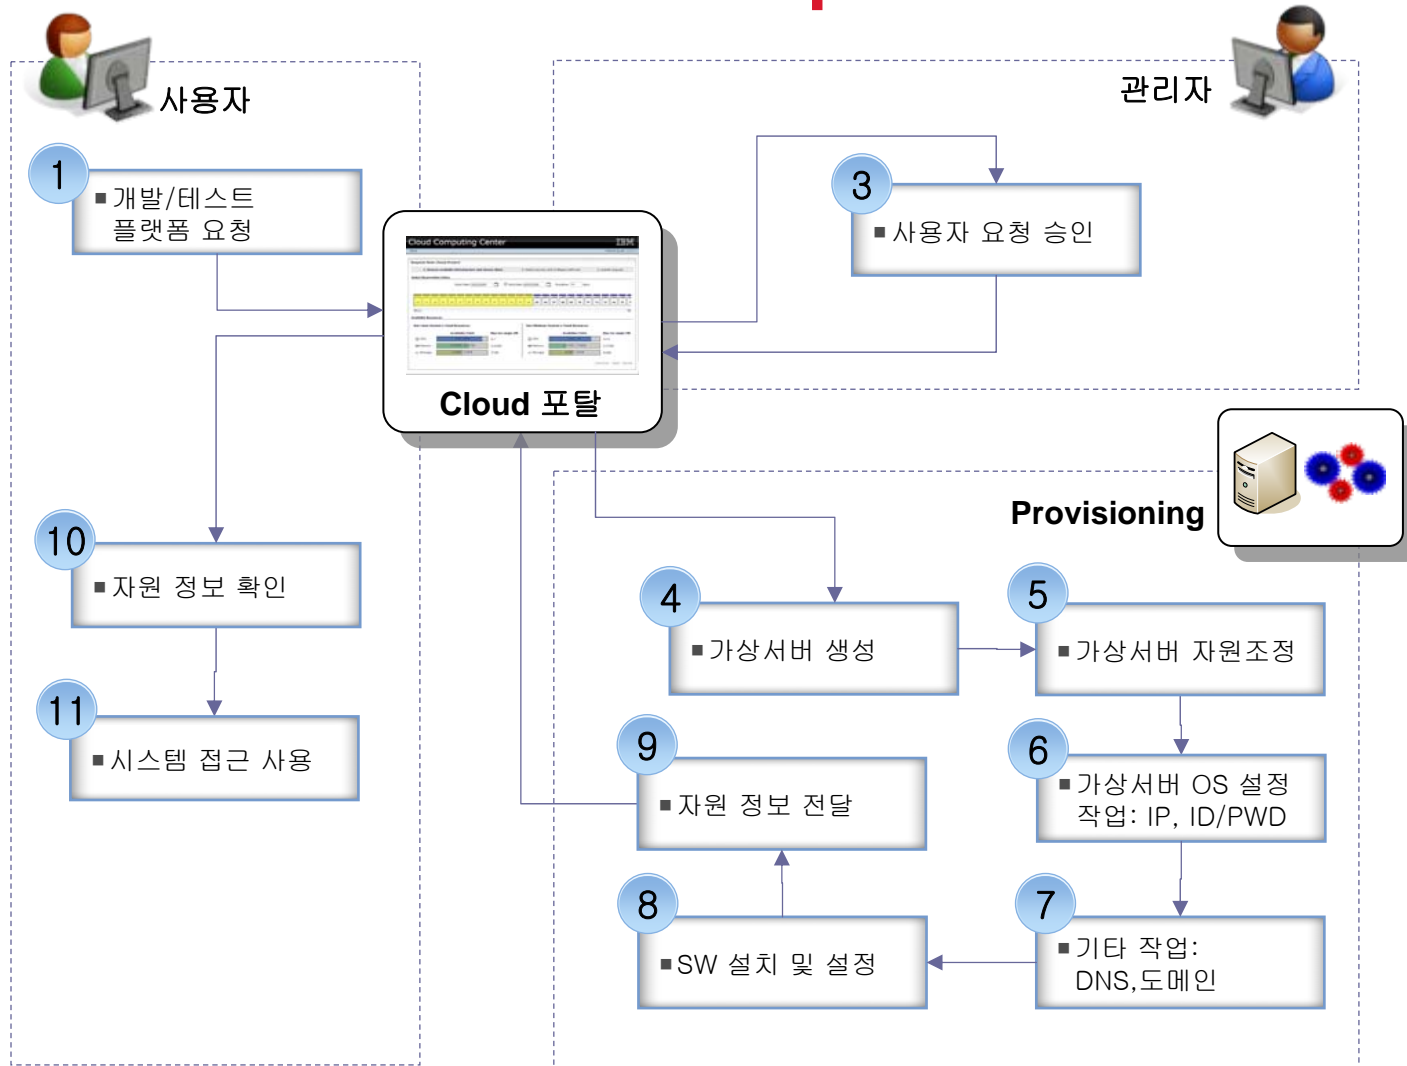 사용자
관리자
1
■ 개발/테스트
플랫폼 요청
3
■ 사용자 요청 승인
Cloud Computing Center
IBM
Cloud 포탈
Provisioning
10
■ 자원 정보 확인
4
■ 가상서버 생성
5
■ 가상서버 자원조정
11
■ 시스템 접근 사용
9
■ 자원 정보 전달
6
■ 가상서버 OS 설정
작업: IP, ID/PWD
8
■ SW 설치 및 설정
7
■ 기타 작업:
DNS,도메인